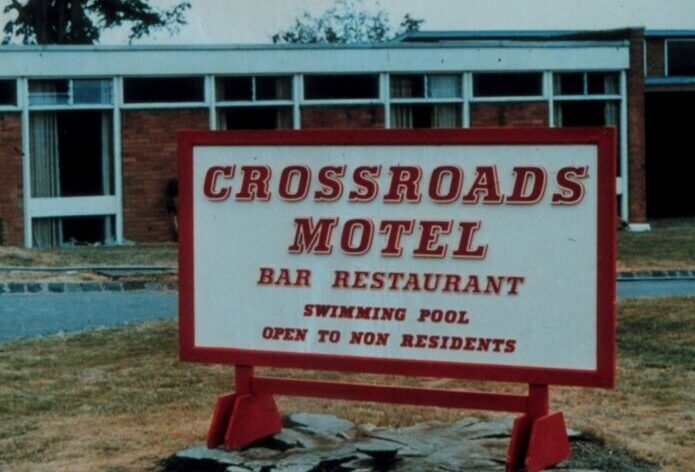 CROSSROADS
MOTEL
BAR RESTAURANT
SWIMMING POOL
OPEN TO NON RESIDENTS